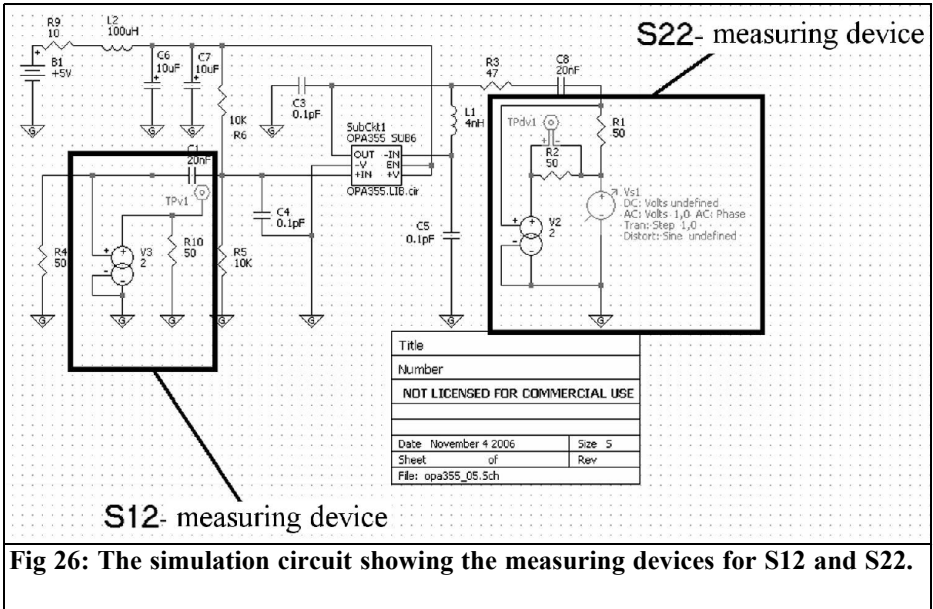 S22- measuring device
R9
10
L2
100uH
B1
+5V
C6
10uF
C7
10uF
10K
R6
C3
0.1pF
SubCkt1
OPA355_SUB6
OUT -IN
-V EN
+IN +V
OPA355.LIB.cir
R3
47
C8
20nF
L1
4nH
TPdv1
R2
50
R1
50
Vs1
DC: Volts undefined
AC: Volts 1,0 AC: Phase
Tran: Step 1,0
Distort: Sine undefined
V2
2
C1
20nF
TPv1
R4
50
V3
2
R10
50
R5
10K
C4
0.1pF
C5
0.1pF
G G G G G G G G G G G
Title
Number
NOT LICENSED FOR COMMERCIAL USE
Date November 4 2006 Size S
Sheet of Rev
File: opa355_05.Sch
S12- measuring device
Fig 26: The simulation circuit showing the measuring devices for S12 and S22.